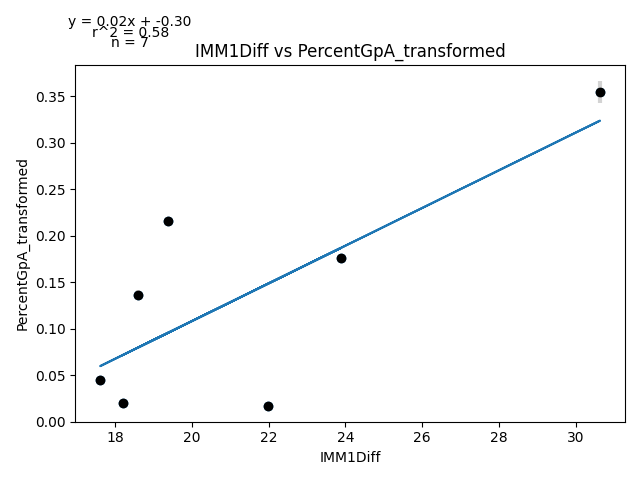 y = 0.02x + -0.30
r^2 = 0.58
n = 7
IMM1Diff vs PercentGpA_transformed
PercentGpA_transformed
0.35
0.30
0.25
0.20
0.15
0.10
0.05
0.00
18 20 22 24 26 28 30
IMM1Diff